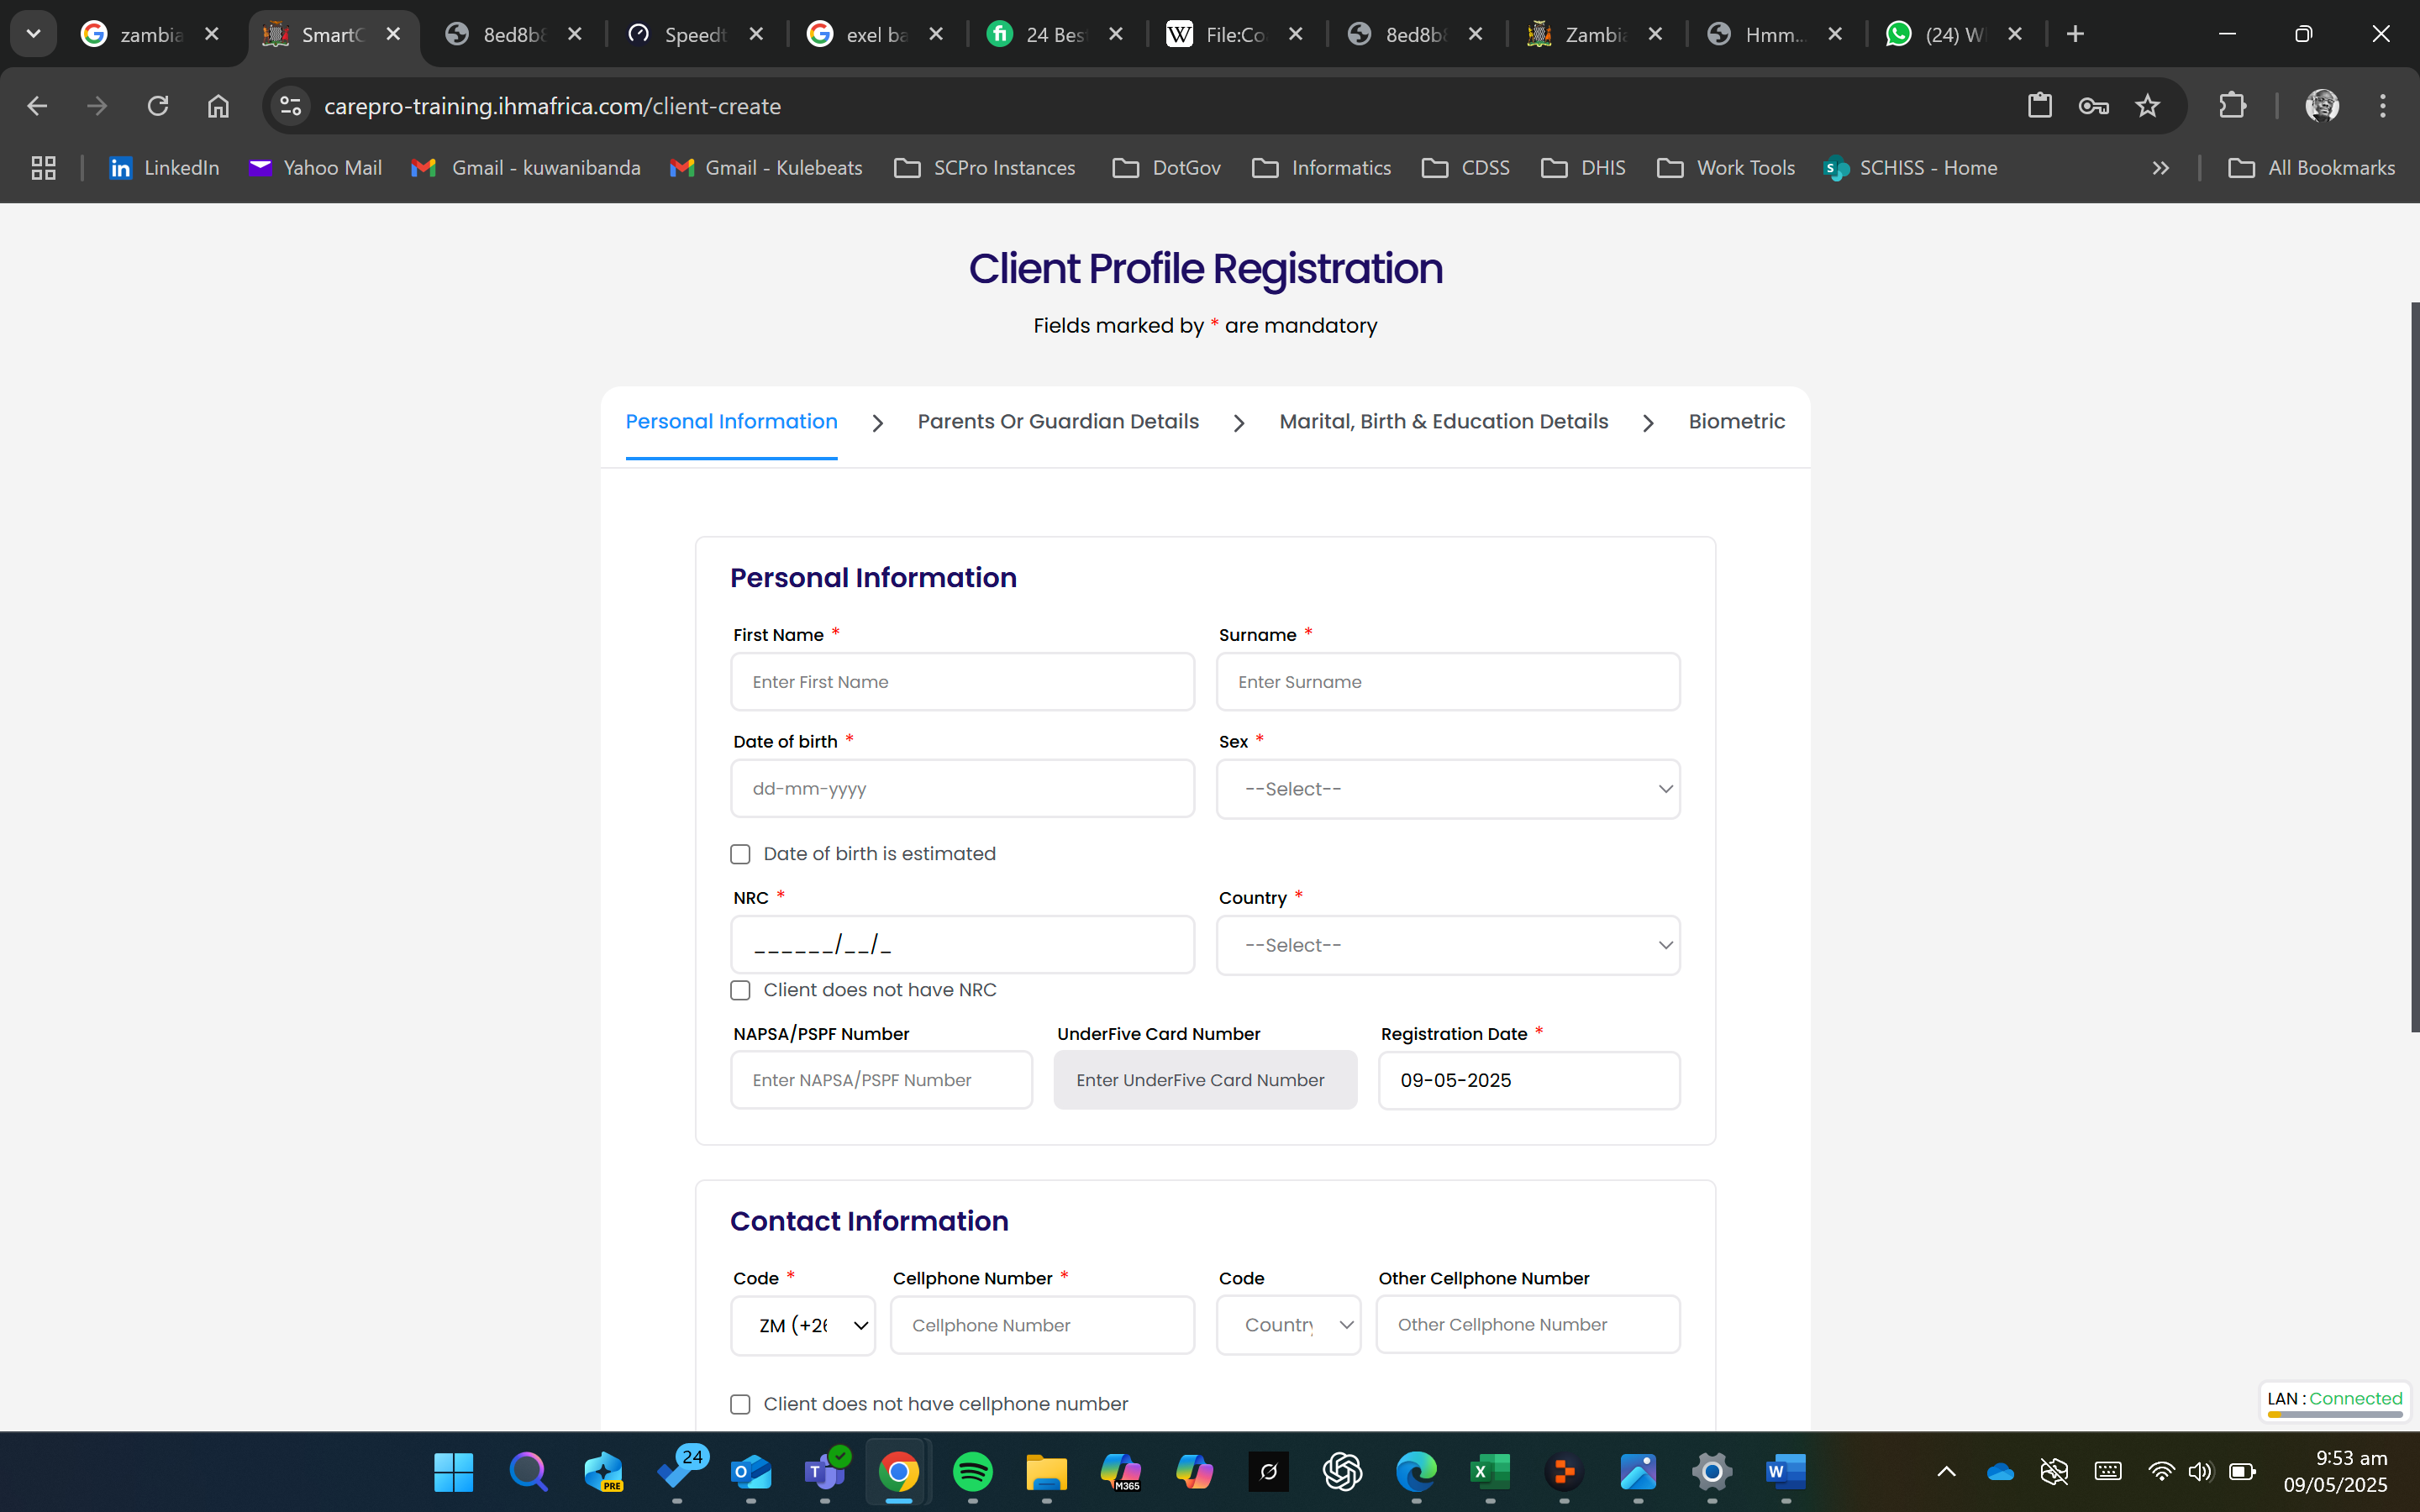 zambia
SmartC
8ed8b8
Speedt
exel ba
24 Bes
File:Co
8ed8b8
Zambia
Hmm...
(24) W
carepro-training.ihmafrica.com/client-create
LinkedIn
Yahoo Mail
Gmail - kuwanibanda
Gmail - Kulebeats
SCPro Instances
DotGov
Informatics
CDSS
DHIS
Work Tools
SCHISS - Home
All Bookmarks
Client Profile Registration
Fields marked by * are mandatory
Personal Information
Parents Or Guardian Details
Marital, Birth & Education Details
Biometric
Personal Information
First Name *
Surname *
Enter First Name
Enter Surname
Date of birth *
Sex *
dd-mm-yyyy
--Select--
Date of birth is estimated
NRC *
Country *
______/__/_
--Select--
Client does not have NRC
NAPSA/PSPF Number
UnderFive Card Number
Registration Date *
Enter NAPSA/PSPF Number
Enter UnderFive Card Number
09-05-2025
Contact Information
Code *
Cellphone Number *
Code
Other Cellphone Number
ZM (+26
Cellphone Number
Country
Other Cellphone Number
Client does not have cellphone number
LAN : Connected
PRE
24
M365
9:53 am
09/05/2025